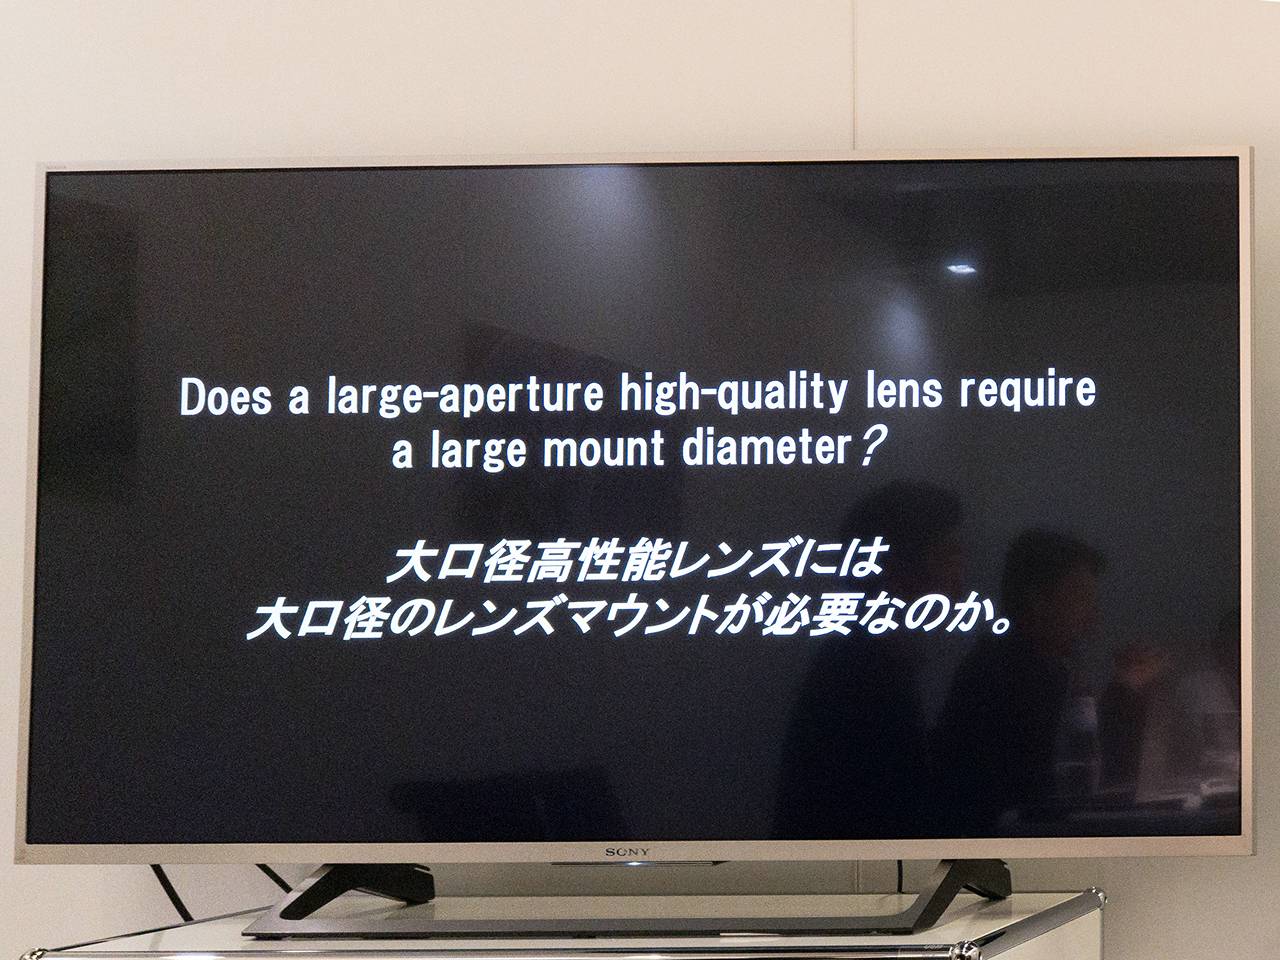 Does a large-aperture high-quality lens require
a large mount diameter?
大口径高性能レンズには
大口径のレンズマウントが必要なのか。
SONY